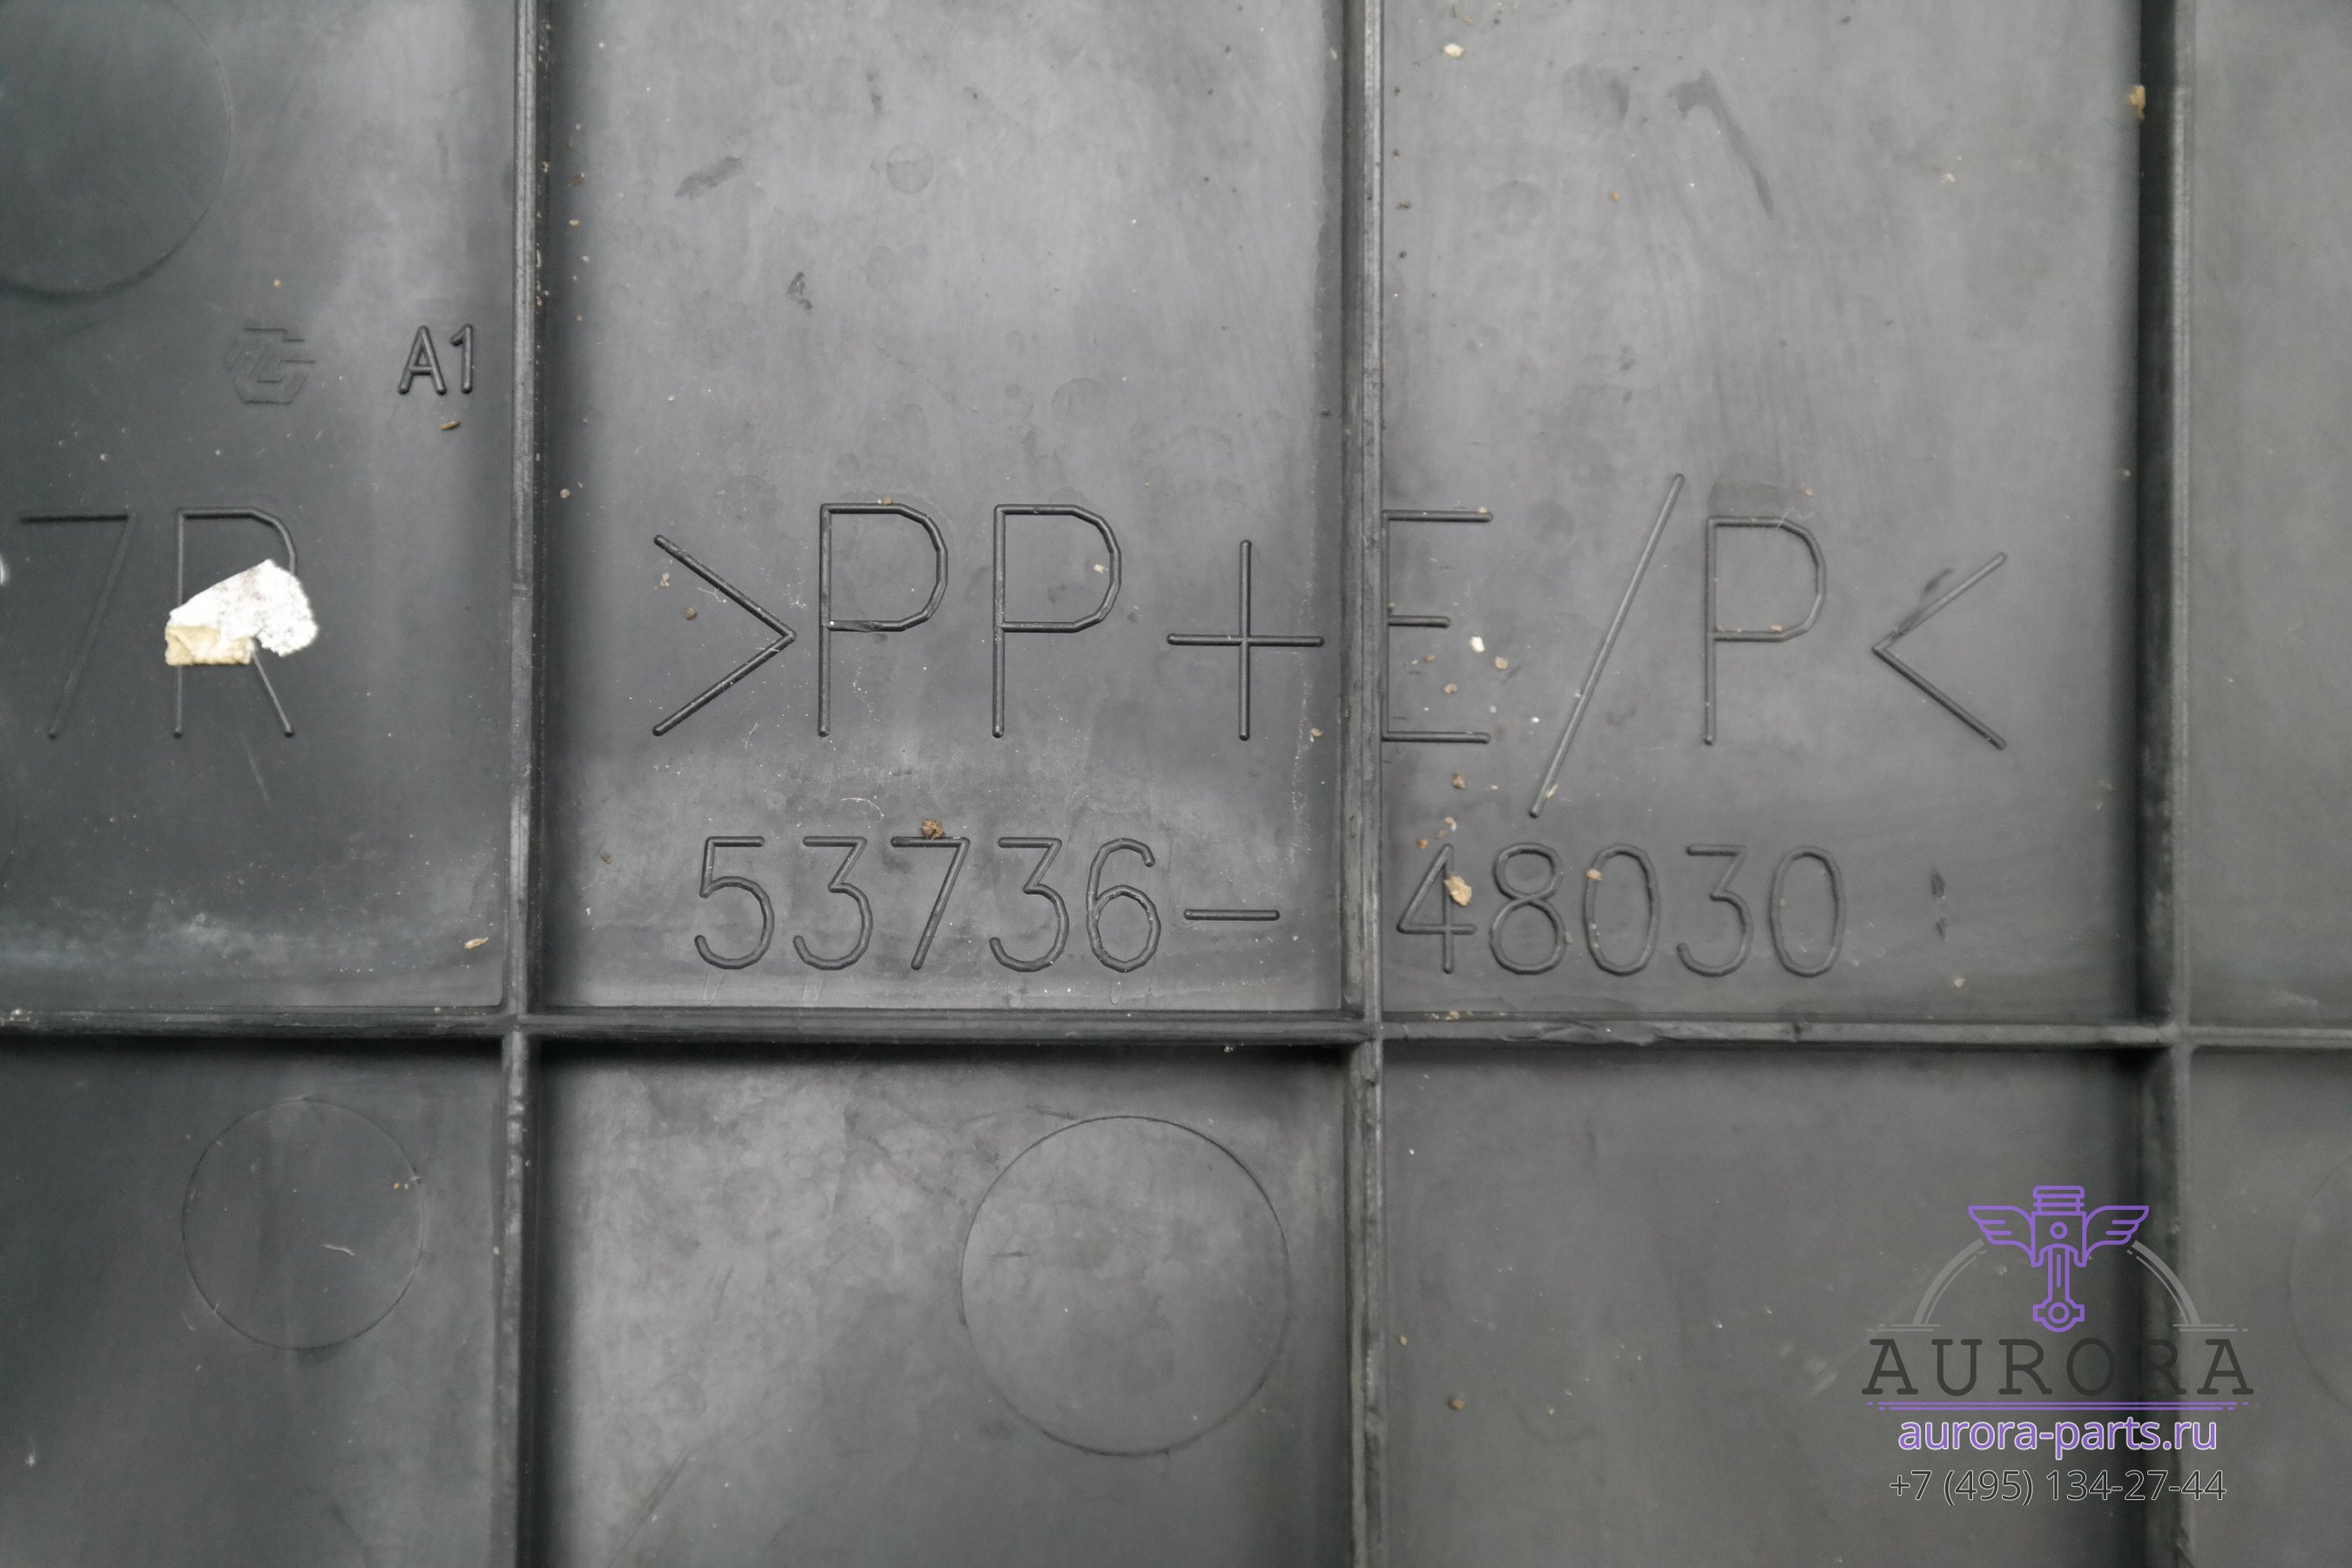 A1
7R
>PP+E/P<
53736-48030
AURORA
aurora-parts.ru
+7 (495) 134-27-44